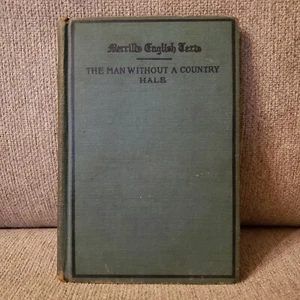 Merrill's English Texts
THE MAN WITHOUT A COUNTRY
HALE